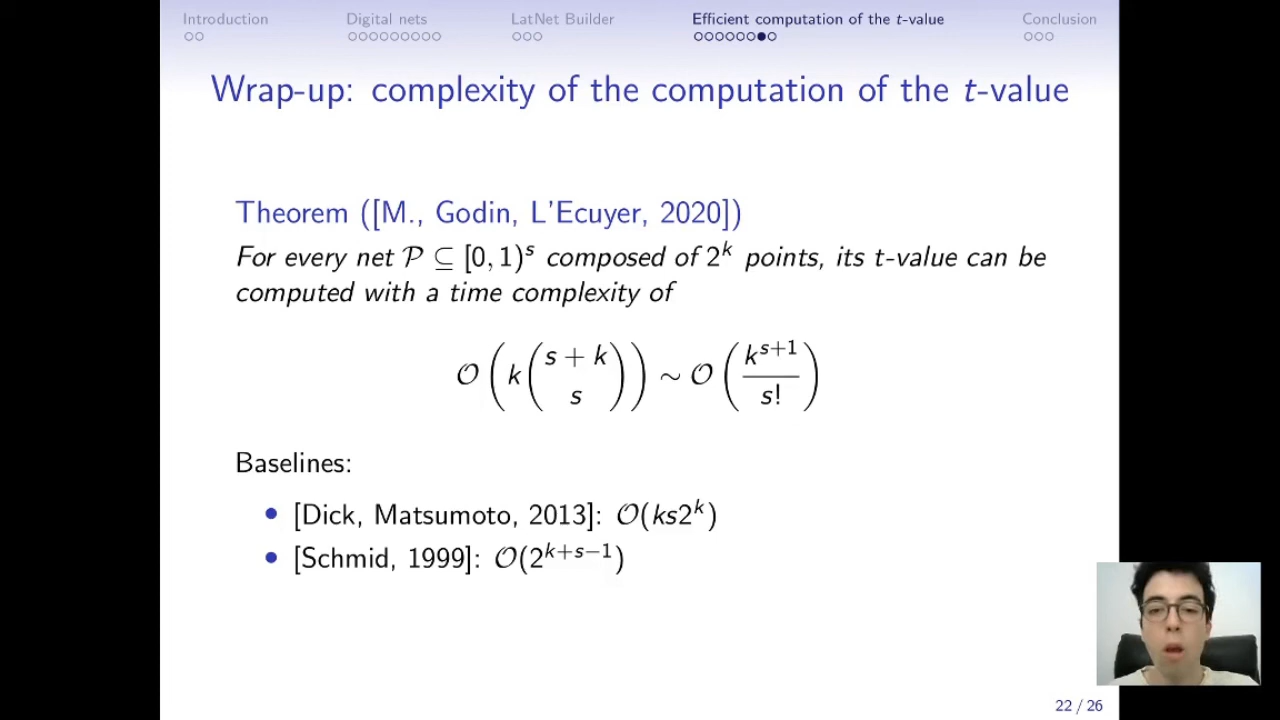 Introduction Digital nets LatNet Builder Efficient computation of the t-value Conclusion
Wrap-up: complexity of the computation of the t-value
Theorem ([M., Godin, L'Ecuyer, 2020])
For every net 𝒫 ⊆ [0, 1)^s composed of 2^k points, its t-value can be
computed with a time complexity of
𝒪(k(s + k s)) ∼ 𝒪(k^{s+1}/s!)
Baselines:
• [Dick, Matsumoto, 2013]: 𝒪(ks2^k)
• [Schmid, 1999]: 𝒪(2^{k+s−1})
22 / 26